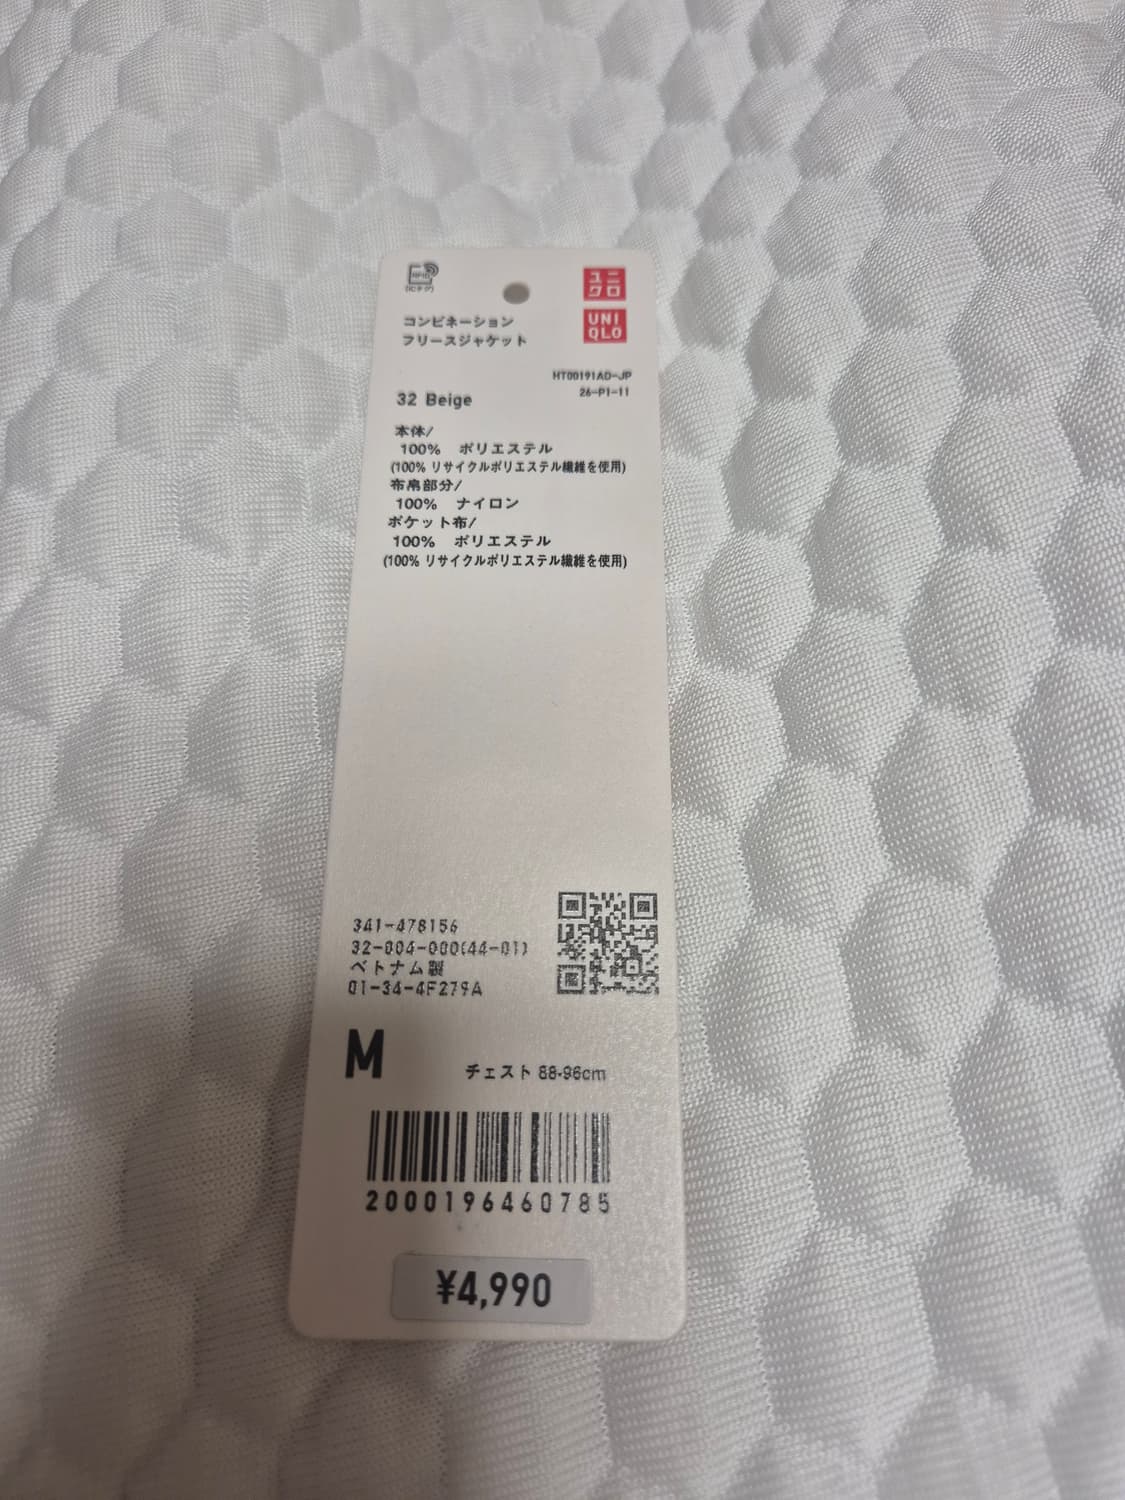 RFID
(ICタグ)
ユニ
クロ
UNI
QLO
コンビネーション
フリースジャケット
HT00191AD-JP
26-P1-11
32 Beige
本体/
100% ポリエステル
(100% リサイクルポリエステル繊維を使用)
布帛部分/
100% ナイロン
ポケット布/
100% ポリエステル
(100% リサイクルポリエステル繊維を使用)
341-478156
32-004-000(44-01)
ベトナム製
01-34-4F279A
M
チェスト 88-96cm
2000196460785
¥4,990